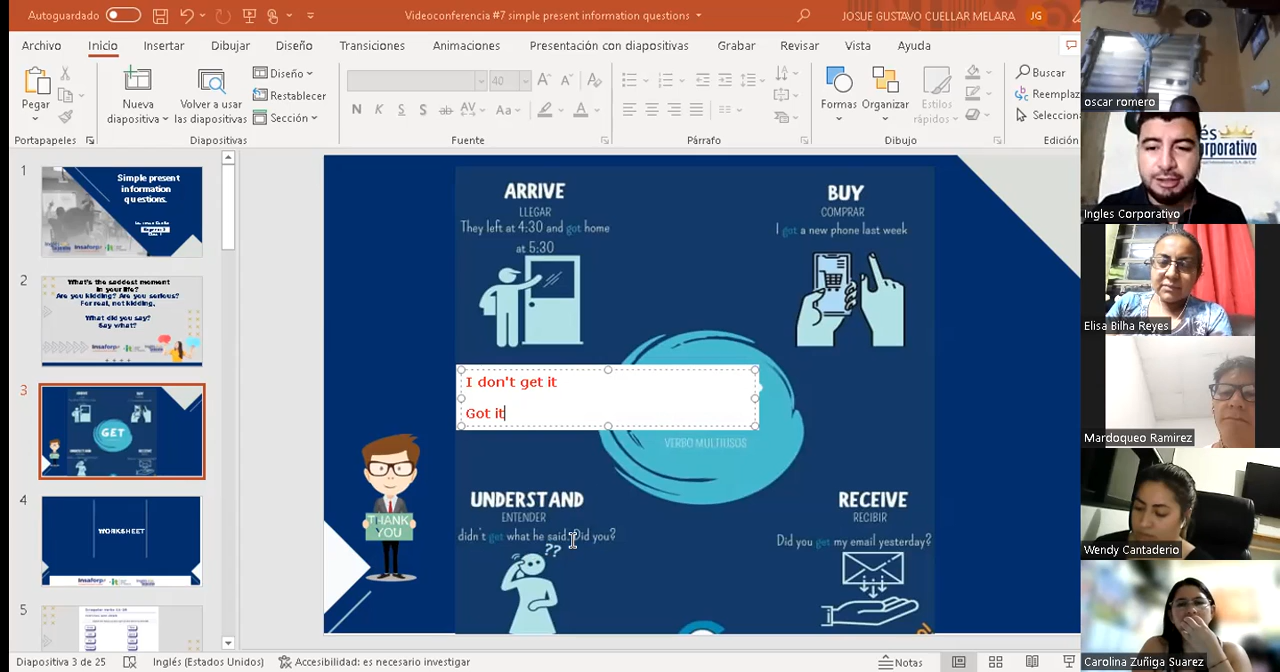 Autoguardado
Videoconferencia #7 simple present information questions
JOSUE GUSTAVO CUELLAR MELARA
JG
Archivo
Inicio
Insertar
Dibujar
Diseño
Transiciones
Animaciones
Presentación con diapositivas
Grabar
Revisar
Vista
Ayuda
Pegar
Nueva
diapositiva
Volver a usar
las diapositivas
Diseño
Restablecer
Sección
40
Buscar
Reemplaz
Seleccion
Formas
Organizar
Estilos
rápidos
Portapapeles
Diapositivas
Fuente
Párrafo
Dibujo
Edición
1
Simple present
information
questions.
2
What's the saddest moment
in your life?
Are you kidding? Are you serious?
For real, not kidding,
What did you say?
Say what?
3
GET
4
WORKSHEET
5
ARRIVE
LLEGAR
They left at 4:30 and got home
at 5:30
BUY
COMPRAR
I got a new phone last week
I don't get it
Got it
VERBO MULTIUSOS
THANK
YOU
UNDERSTAND
ENTENDER
didn't get what he said. Did you?
??
RECEIVE
RECIBIR
Did you get my email yesterday?
Diapositiva 3 de 25
Inglés (Estados Unidos)
Accesibilidad: es necesario investigar
Notas
oscar romero
és
orporativo
Ingles Corporativo
Elisa Bilha Reyes
Mardoqueo Ramirez
Wendy Cantaderio
Carolina Zuñiga Suarez